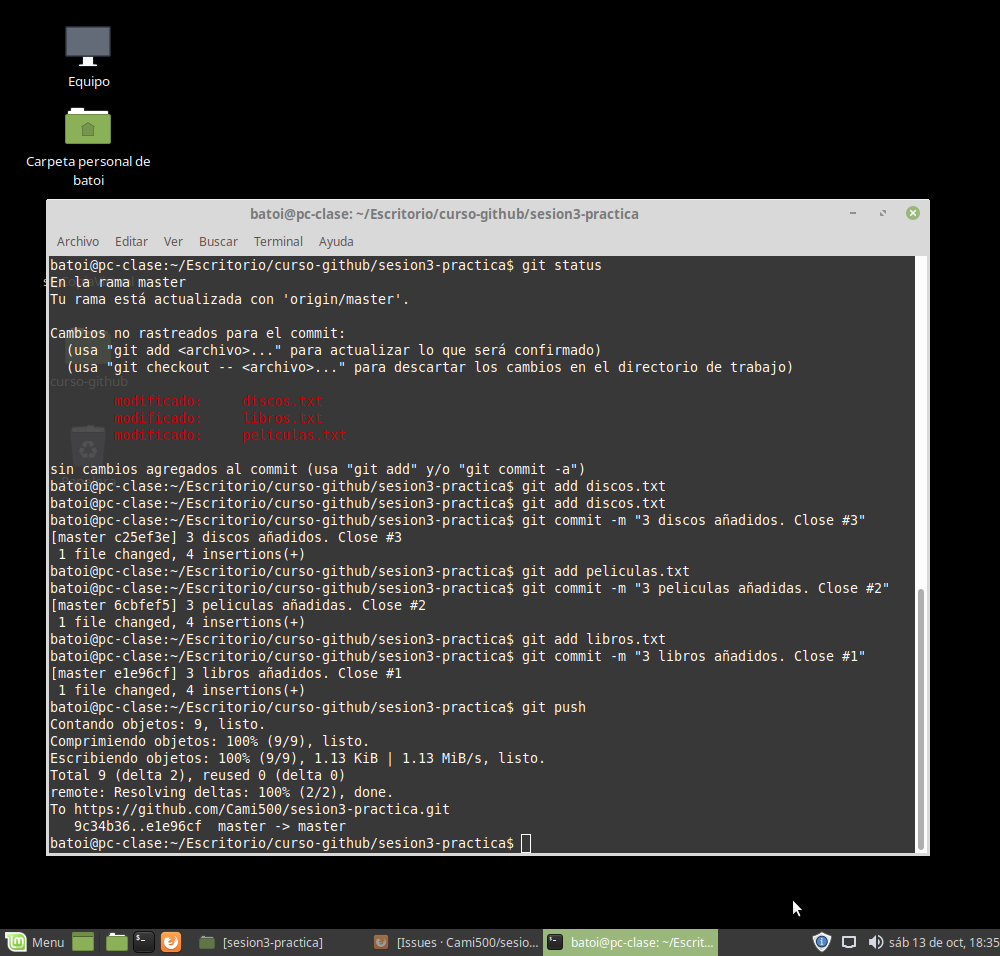 Equipo
Carpeta personal de
batoi
batoi@pc-clase: ~/Escritorio/curso-github/sesion3-practica
Archivo Editar Ver Buscar Terminal Ayuda
batoi@pc-clase:~/Escritorio/curso-github/sesion3-practica$ git status
En la rama master
Tu rama está actualizada con 'origin/master'.
Cambios no rastreados para el commit:
(usa "git add <archivo>..." para actualizar lo que será confirmado)
(usa "git checkout -- <archivo>..." para descartar los cambios en el directorio de trabajo)
curso-github
modificado: discos.txt
modificado: libros.txt
modificado: peliculas.txt
sin cambios agregados al commit (usa "git add" y/o "git commit -a")
batoi@pc-clase:~/Escritorio/curso-github/sesion3-practica$ git add discos.txt
batoi@pc-clase:~/Escritorio/curso-github/sesion3-practica$ git add discos.txt
batoi@pc-clase:~/Escritorio/curso-github/sesion3-practica$ git commit -m "3 discos añadidos. Close #3"
[master c25ef3e] 3 discos añadidos. Close #3
1 file changed, 4 insertions(+)
batoi@pc-clase:~/Escritorio/curso-github/sesion3-practica$ git add peliculas.txt
batoi@pc-clase:~/Escritorio/curso-github/sesion3-practica$ git commit -m "3 peliculas añadidas. Close #2"
[master 6cbfef5] 3 peliculas añadidas. Close #2
1 file changed, 4 insertions(+)
batoi@pc-clase:~/Escritorio/curso-github/sesion3-practica$ git add libros.txt
batoi@pc-clase:~/Escritorio/curso-github/sesion3-practica$ git commit -m "3 libros añadidos. Close #1"
[master e1e96cf] 3 libros añadidos. Close #1
1 file changed, 4 insertions(+)
batoi@pc-clase:~/Escritorio/curso-github/sesion3-practica$ git push
Contando objetos: 9, listo.
Comprimiendo objetos: 100% (9/9), listo.
Escribiendo objetos: 100% (9/9), 1.13 KiB | 1.13 MiB/s, listo.
Total 9 (delta 2), reused 0 (delta 0)
remote: Resolving deltas: 100% (2/2), done.
To https://github.com/Cami500/sesion3-practica.git
9c34b36..e1e96cf master -> master
batoi@pc-clase:~/Escritorio/curso-github/sesion3-practica$
Menu [sesion3-practica] [Issues · Cami500/sesio... batoi@pc-clase: ~/Escrit... sáb 13 de oct, 18:35